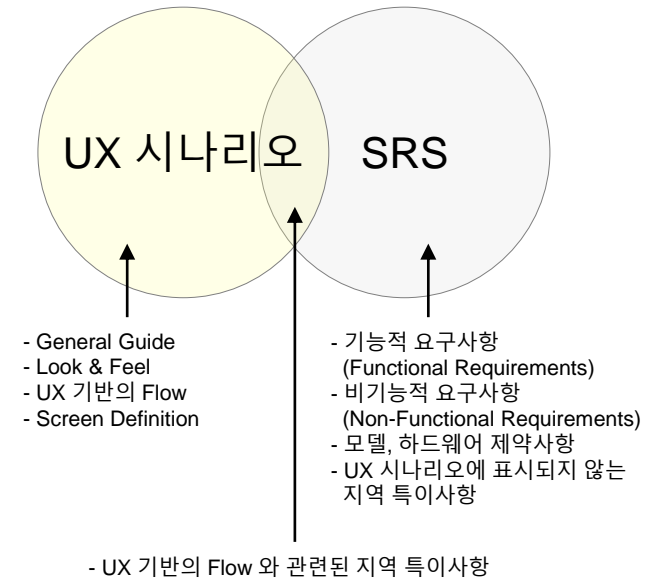 UX 시나리오
SRS
- General Guide
- Look & Feel
- UX 기반의 Flow
- Screen Definition
- 기능적 요구사항
(Functional Requirements)
- 비기능적 요구사항
(Non-Functional Requirements)
- 모델, 하드웨어 제약사항
- UX 시나리오에 표시되지 않는
지역 특이사항
- UX 기반의 Flow 와 관련된 지역 특이사항